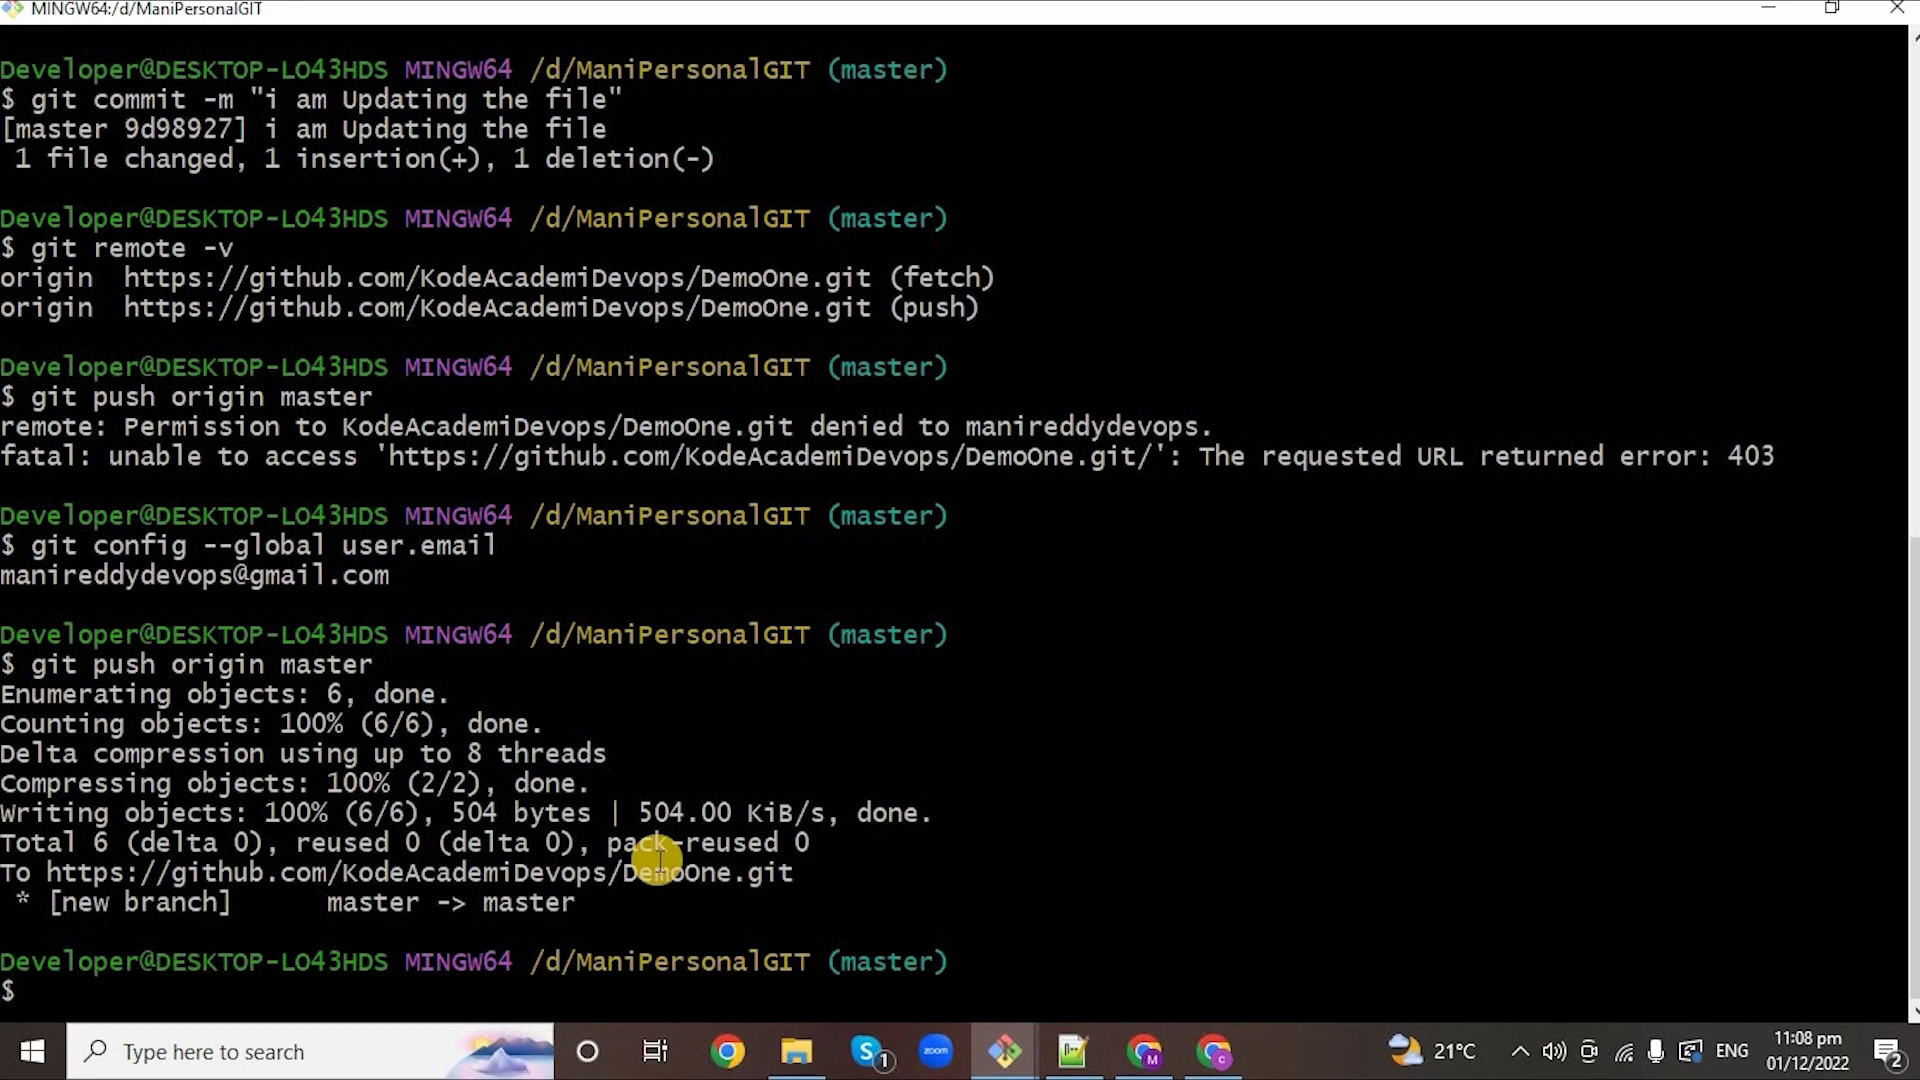 MINGW64:/d/ManiPersonalGIT
Developer@DESKTOP-LO43HDS MINGW64 /d/ManiPersonalGIT (master)
$ git commit -m "i am Updating the file"
[master 9d98927] i am Updating the file
 1 file changed, 1 insertion(+), 1 deletion(-)
Developer@DESKTOP-LO43HDS MINGW64 /d/ManiPersonalGIT (master)
$ git remote -v
origin  https://github.com/KodeAcademiDevops/DemoOne.git (fetch)
origin  https://github.com/KodeAcademiDevops/DemoOne.git (push)
Developer@DESKTOP-LO43HDS MINGW64 /d/ManiPersonalGIT (master)
$ git push origin master
remote: Permission to KodeAcademiDevops/DemoOne.git denied to manireddydevops.
fatal: unable to access 'https://github.com/KodeAcademiDevops/DemoOne.git/': The requested URL returned error: 403
Developer@DESKTOP-LO43HDS MINGW64 /d/ManiPersonalGIT (master)
$ git config --global user.email
manireddydevops@gmail.com
Developer@DESKTOP-LO43HDS MINGW64 /d/ManiPersonalGIT (master)
$ git push origin master
Enumerating objects: 6, done.
Counting objects: 100% (6/6), done.
Delta compression using up to 8 threads
Compressing objects: 100% (2/2), done.
Writing objects: 100% (6/6), 504 bytes | 504.00 KiB/s, done.
Total 6 (delta 0), reused 0 (delta 0), pack-reused 0
To https://github.com/KodeAcademiDevops/DemoOne.git
 * [new branch]      master -> master
Developer@DESKTOP-LO43HDS MINGW64 /d/ManiPersonalGIT (master)
$
Type here to search
S 1
zoom
M
C
21°C
ENG
11:08 pm
01/12/2022
2